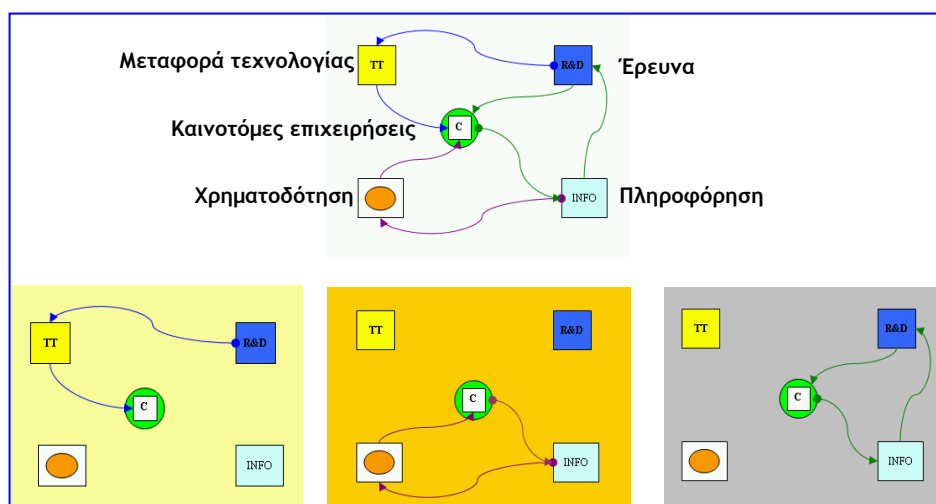 Μεταφορά τεχνολογίας
TT
R&D
Έρευνα
Καινοτόμες επιχειρήσεις
C
Χρηματοδότηση
INFO
Πληροφόρηση
TT
R&D
C
INFO
TT
R&D
C
INFO
TT
R&D
C
INFO